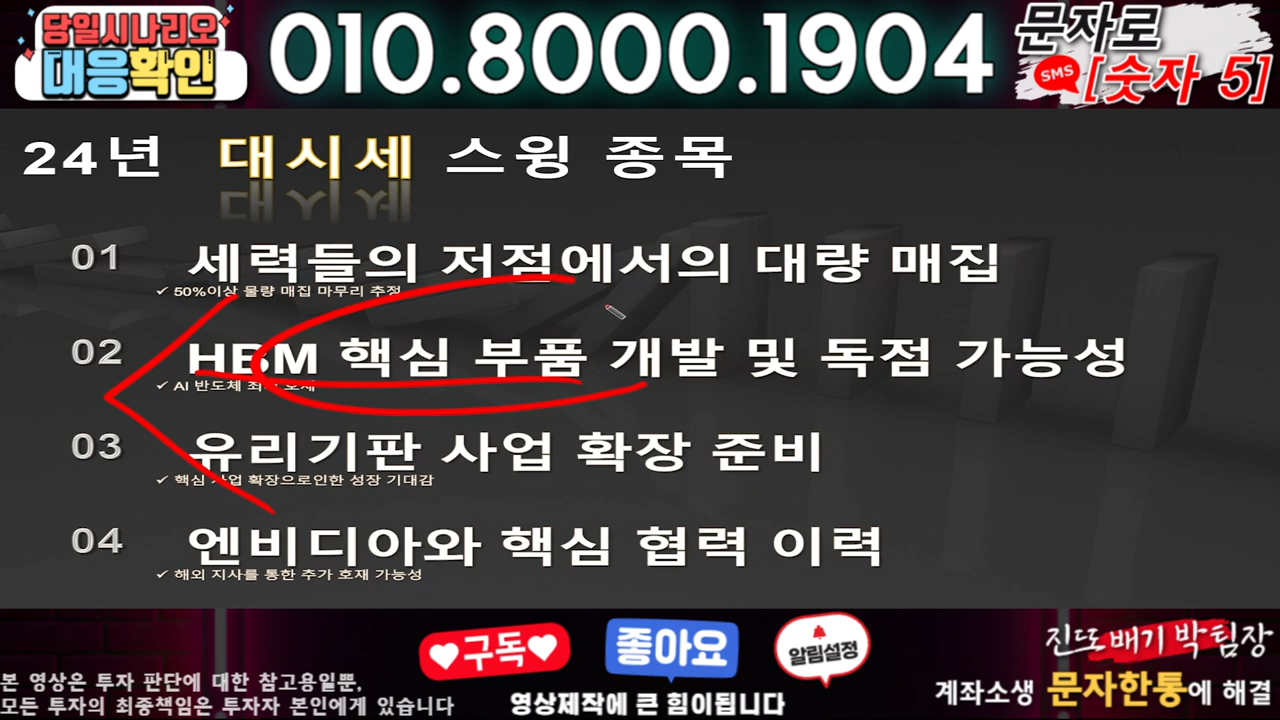 당일시나리오
대응확인
010.8000.1904
문자로
SMS [숫자 5]
24년 대시세 스윙 종목
01 세력들의 저점에서의 대량 매집
✓ 50%이상 물량 매집 마무리 추정
02 HBM 핵심 부품 개발 및 독점 가능성
✓ AI 반도체
03 유리기판 사업 확장 준비
✓ 핵심 사업 확장으로인한 성장 기대감
04 엔비디아와 핵심 협력 이력
✓ 해외 지사를 통한 추가 호재 가능성
구독
좋아요
알림설정
영상제작에 큰 힘이됩니다
본 영상은 투자 판단에 대한 참고용일뿐,
모든 투자의 최종책임은 투자자 본인에게 있습니다
진또배기 박팀장
계좌소생 문자한통에 해결